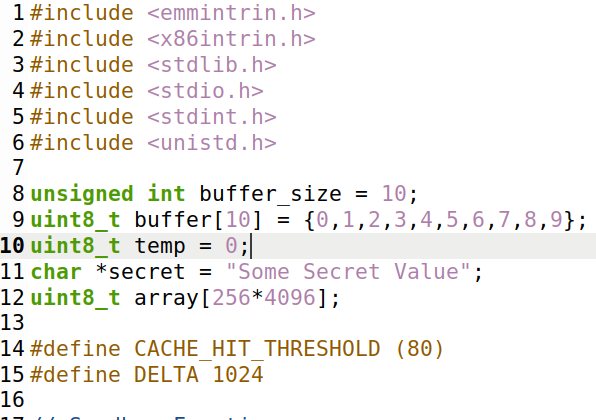 1 #include <emmintrin.h>
2 #include <x86intrin.h>
3 #include <stdlib.h>
4 #include <stdio.h>
5 #include <stdint.h>
6 #include <unistd.h>
7
8 unsigned int buffer_size = 10;
9 uint8_t buffer[10] = {0,1,2,3,4,5,6,7,8,9};
10 uint8_t temp = 0;
11 char *secret = "Some Secret Value";
12 uint8_t array[256*4096];
13
14 #define CACHE_HIT_THRESHOLD (80)
15 #define DELTA 1024
16